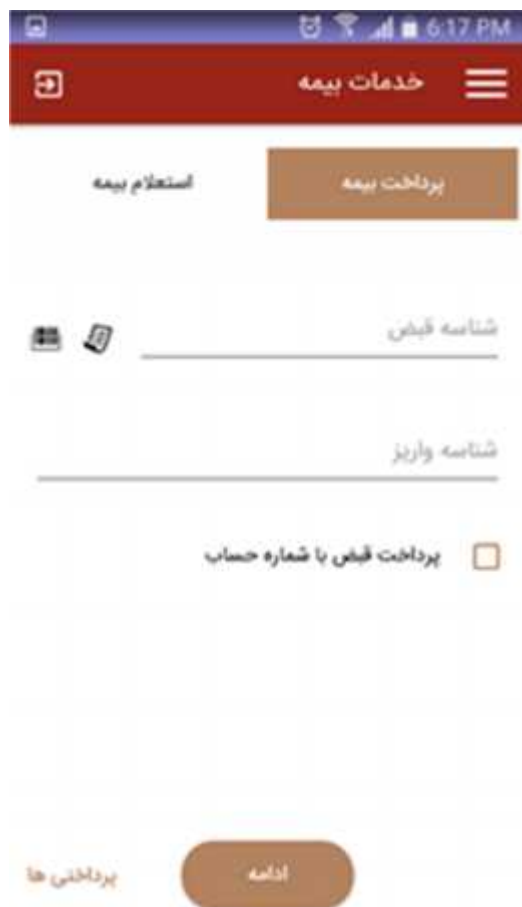 6:17 PM
خدمات بیمه
پرداخت بیمه
استعلام بیمه
شناسه قبض
شناسه واریز
پرداخت قبض با شماره حساب
ادامه
پرداختی ها